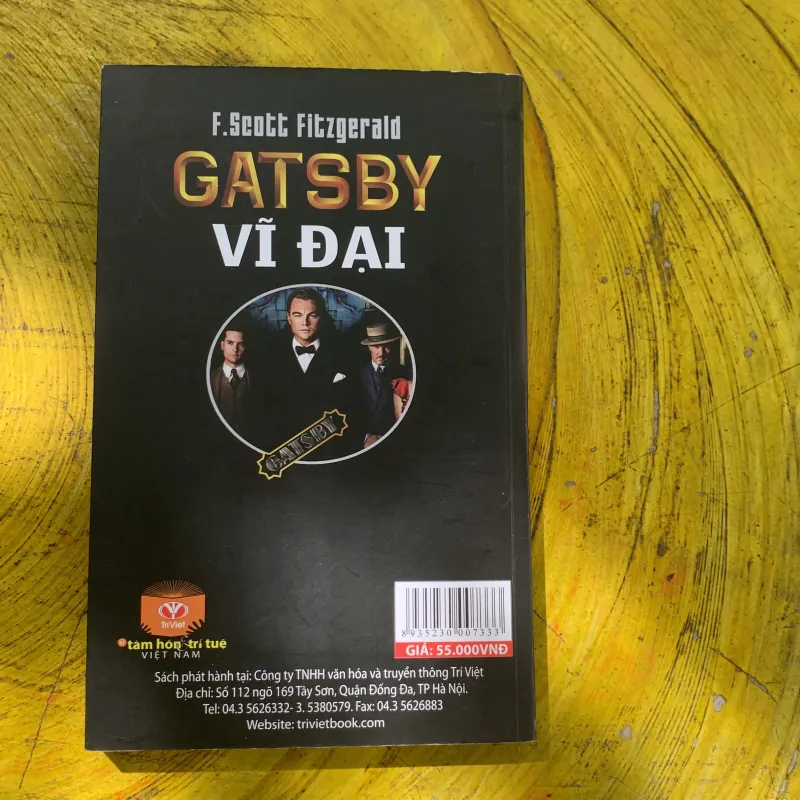 F.Scott Fitzgerald
GATSBY
VĨ ĐẠI
GATSBY
Trí Việt
Vì tâm hồn & trí tuệ
VIỆT NAM
8935230 007333
GIÁ: 55.000VNĐ
Sách phát hành tại: Công ty TNHH văn hóa và truyền thông Trí Việt
Địa chỉ: Số 112 ngõ 169 Tây Sơn, Quận Đống Đa, TP Hà Nội.
Tel: 04.3 5626332- 3. 5380579. Fax: 04.3 5626883
Website: trivietbook.com